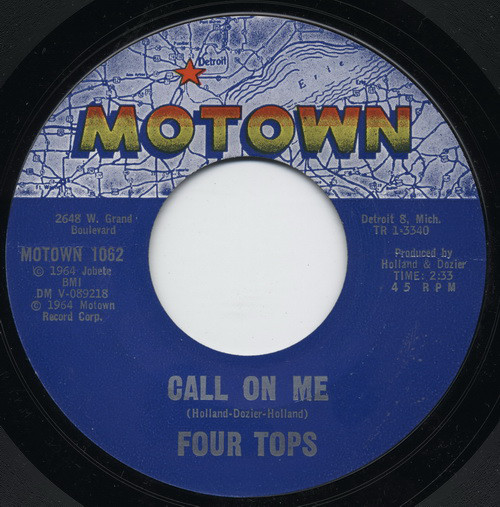 Detroit
Erie
MOTOWN
2648 W. Grand
Boulevard
Detroit 8, Mich.
TR 1-3340
MOTOWN 1062
© 1964 Jobete
BMI
DM V-089218
© 1964 Motown
Record Corp.
Produced by
Holland & Dozier
TIME: 2:33
45 RPM
CALL ON ME
(Holland-Dozier-Holland)
FOUR TOPS